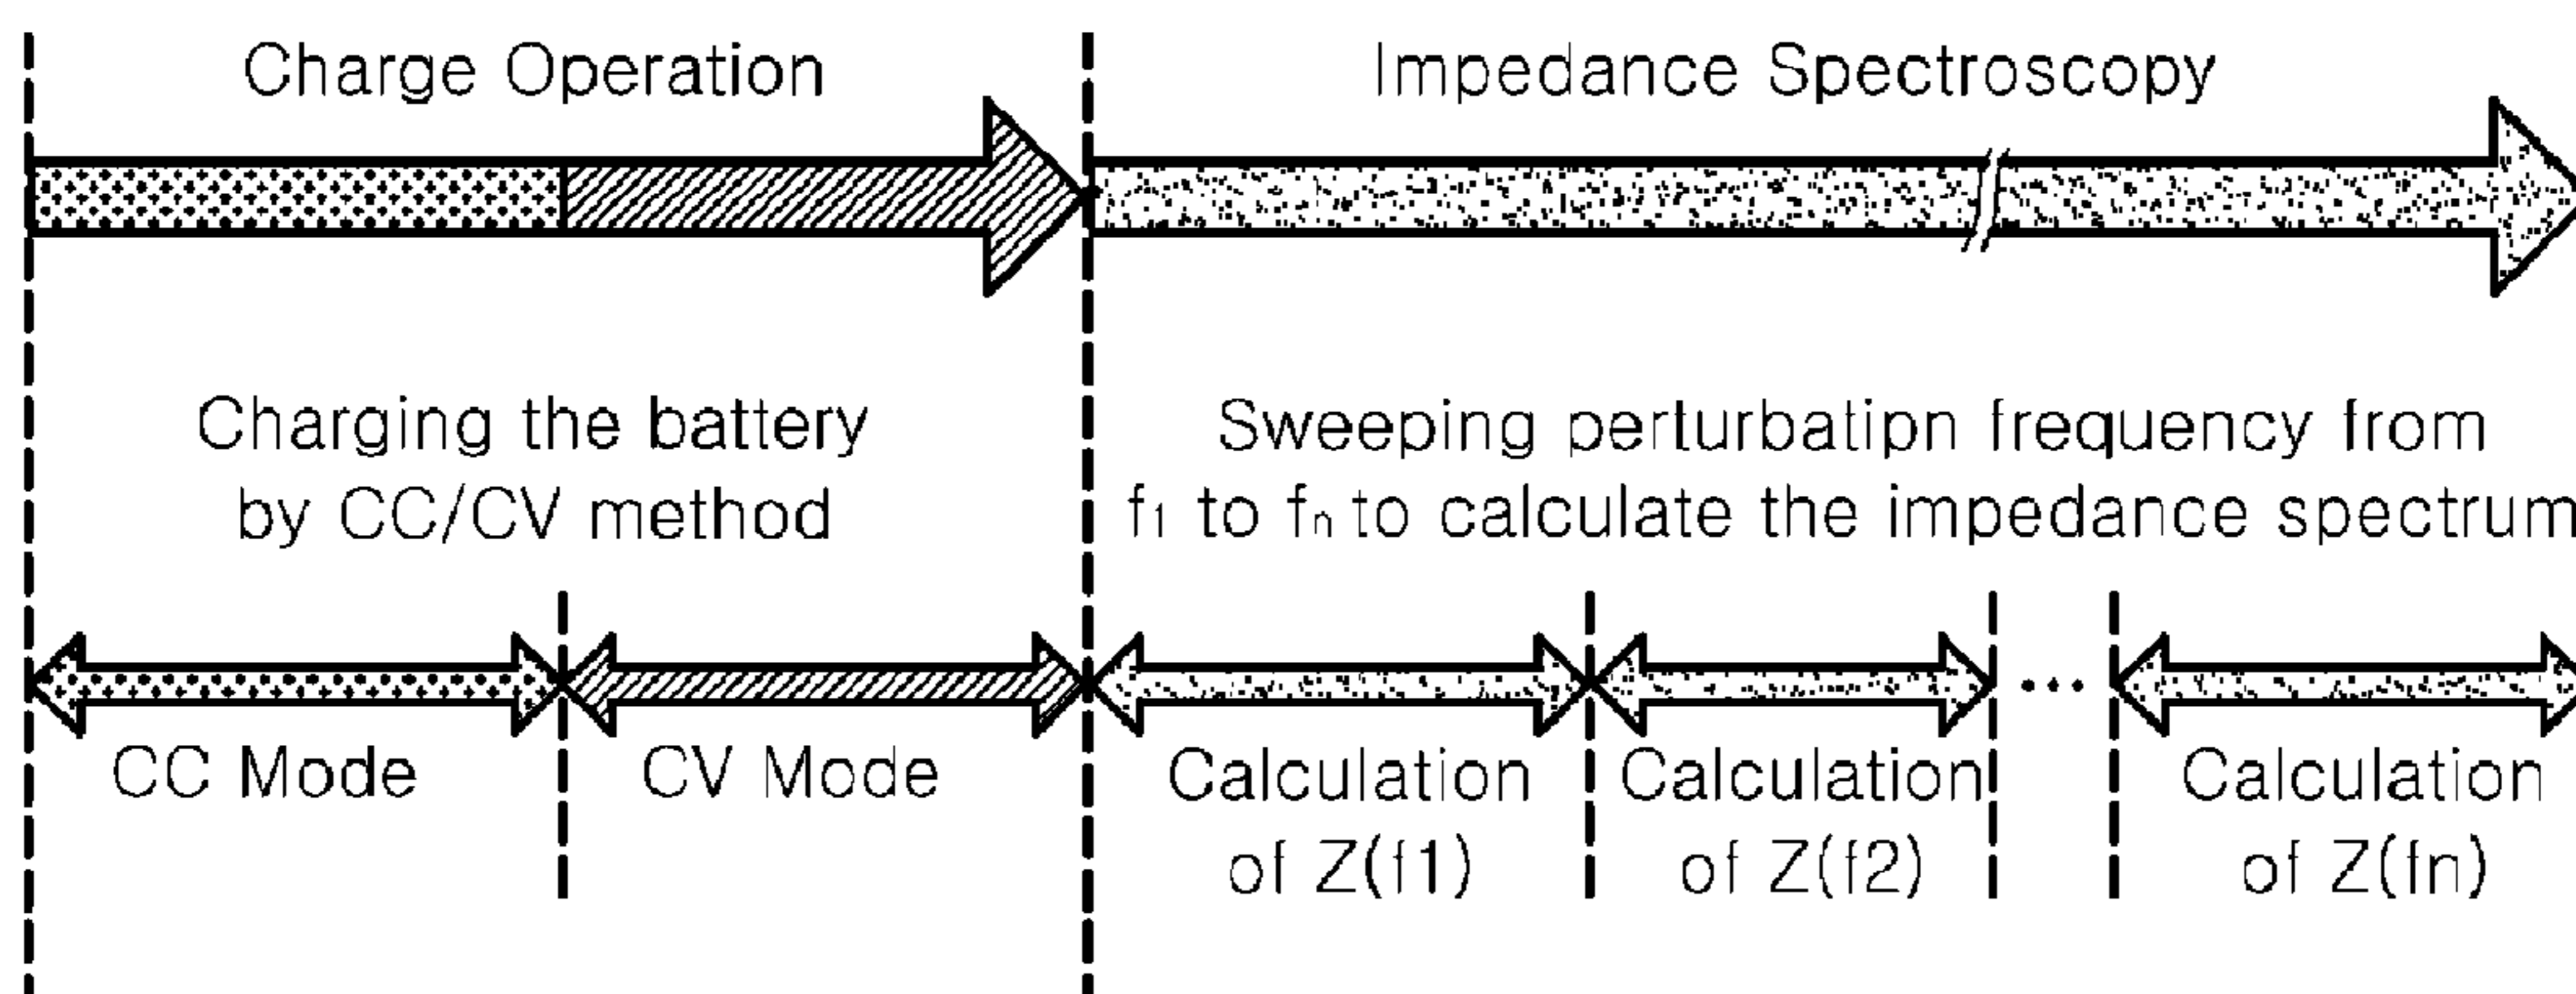 Charge Operation
Impedance Spectroscopy
Charging the battery
by CC/CV method
Sweeping perturbatipn frequency from
f1 to fn to calculate the impedance spectrum
CC Mode
CV Mode
Calculation
of Z(f1)
Calculation
of Z(f2)
...
Calculation
of Z(fn)